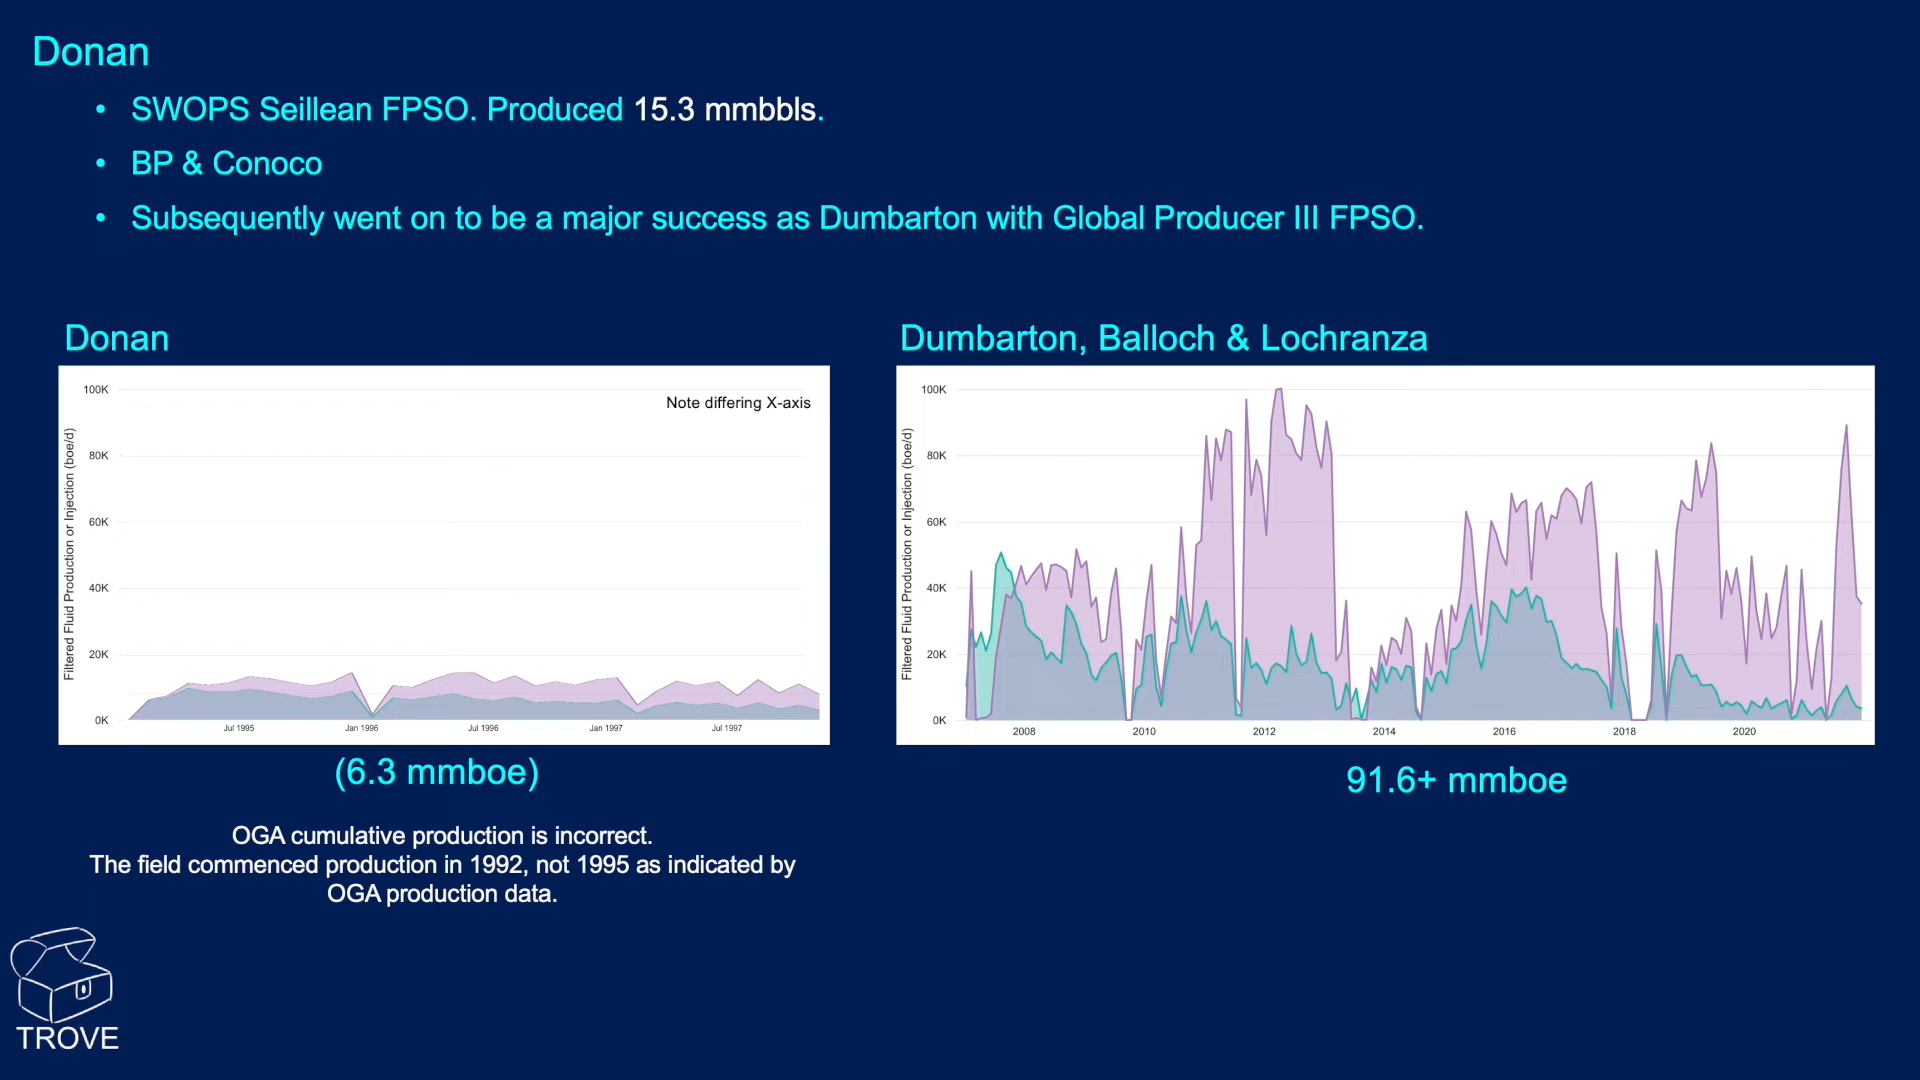 Donan
• SWOPS Seillean FPSO. Produced 15.3 mmbbls.
• BP & Conoco
• Subsequently went on to be a major success as Dumbarton with Global Producer III FPSO.
Donan
Filtered Fluid Production or Injection (boe/d)
100K
80K
60K
40K
20K
0K
Note differing X-axis
Jul 1995 Jan 1996 Jul 1996 Jan 1997 Jul 1997
(6.3 mmboe)
OGA cumulative production is incorrect.
The field commenced production in 1992, not 1995 as indicated by
OGA production data.
Dumbarton, Balloch & Lochranza
Filtered Fluid Production or Injection (boe/d)
100K
80K
60K
40K
20K
0K
2008 2010 2012 2014 2016 2018 2020
91.6+ mmboe
TROVE